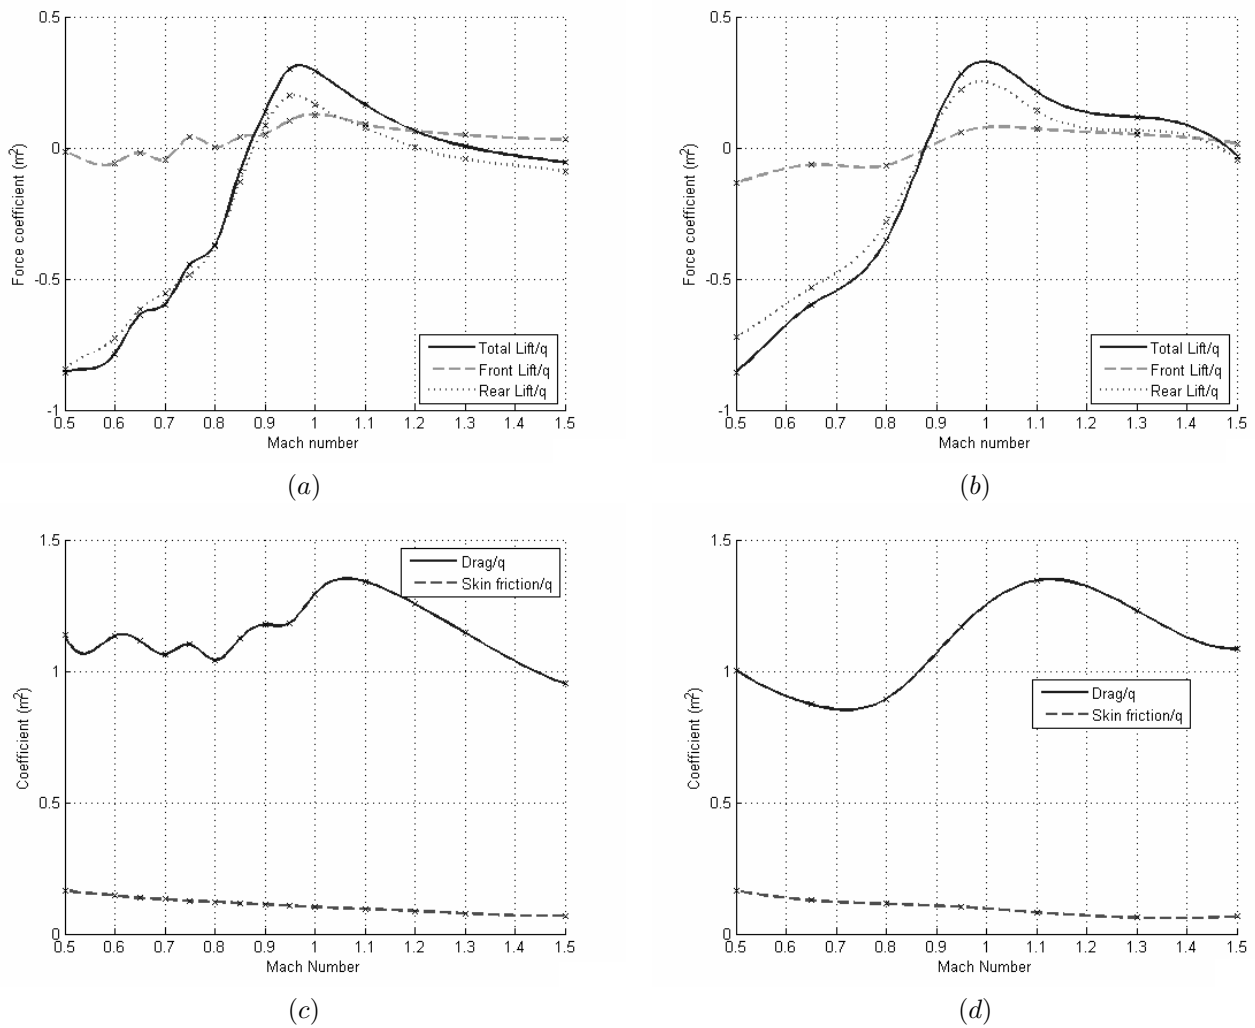 0.5
0
-0.5
-1
Force coefficient (m²)
0.5 0.6 0.7 0.8 0.9 1 1.1 1.2 1.3 1.4 1.5
Mach number
Total Lift/q
Front Lift/q
Rear Lift/q
(a)
0.5
0
-0.5
-1
Force coefficient (m²)
0.5 0.6 0.7 0.8 0.9 1 1.1 1.2 1.3 1.4 1.5
Mach number
Total Lift/q
Front Lift/q
Rear Lift/q
(b)
1.5
1
0.5
0
Coefficient (m²)
0.5 0.6 0.7 0.8 0.9 1 1.1 1.2 1.3 1.4 1.5
Mach Number
Drag/q
Skin friction/q
(c)
1.5
1
0.5
0
Coefficient (m²)
0.5 0.6 0.7 0.8 0.9 1 1.1 1.2 1.3 1.4 1.5
Mach Number
Drag/q
Skin friction/q
(d)